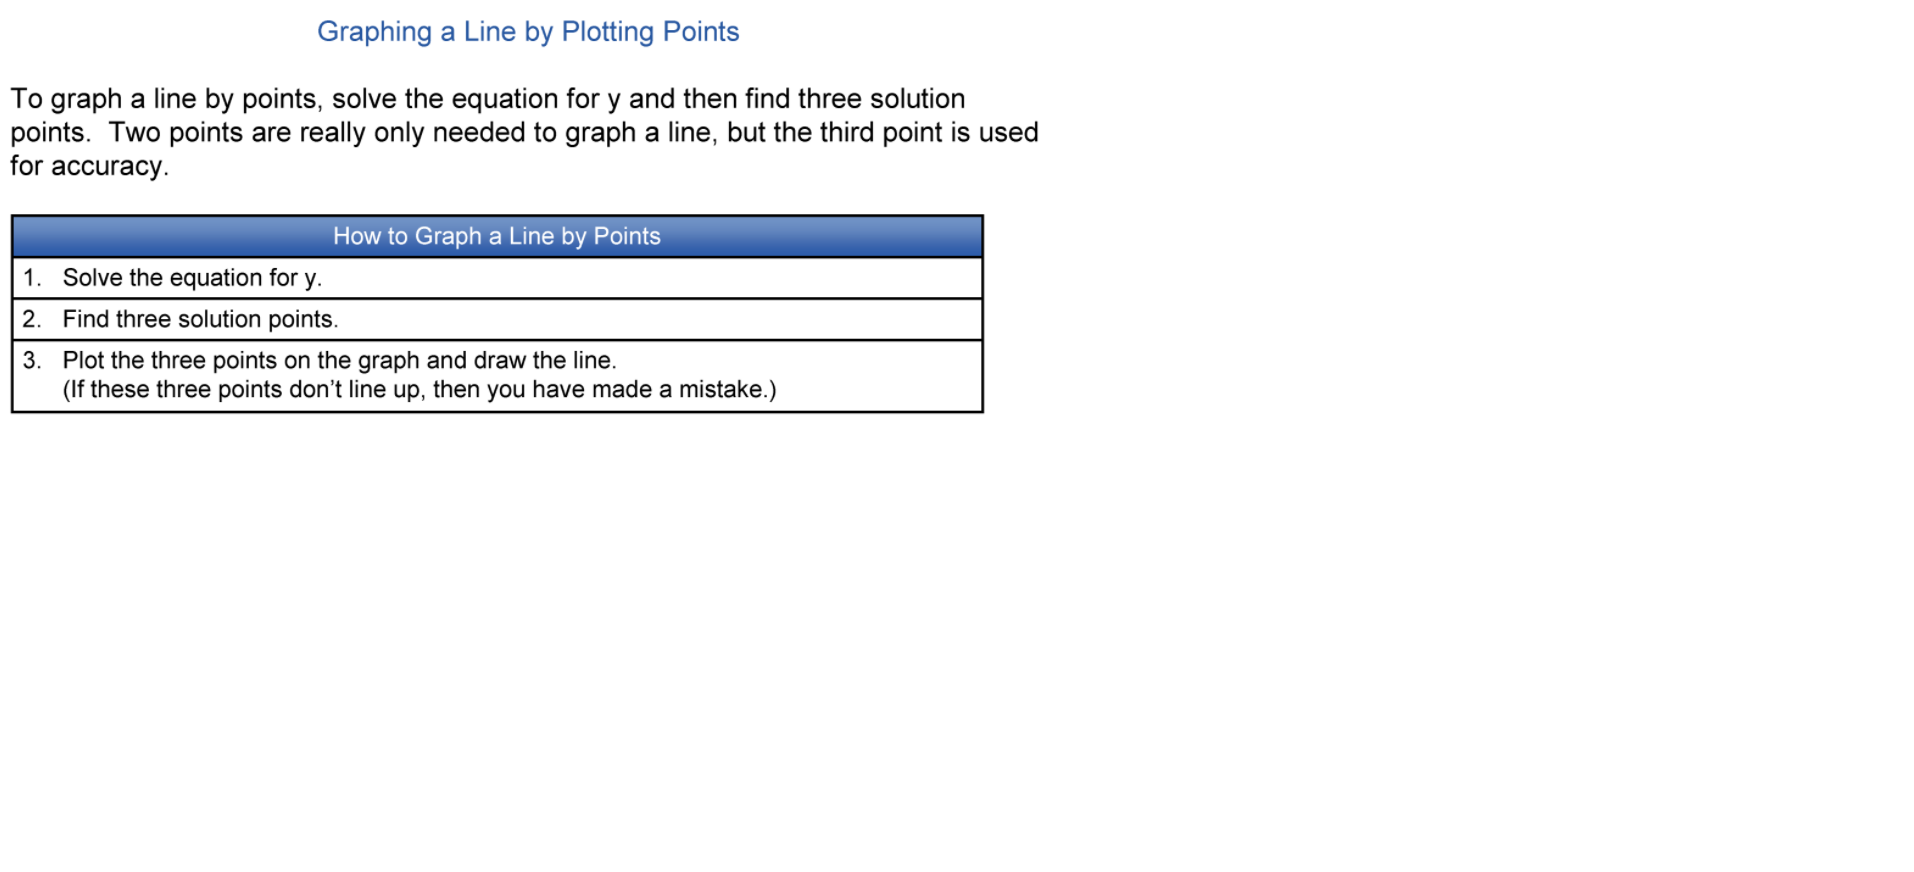 Graphing a Line by Plotting Points
To graph a line by points, solve the equation for y and then find three solution
points.  Two points are really only needed to graph a line, but the third point is used
for accuracy.
How to Graph a Line by Points
1. Solve the equation for y.
2. Find three solution points.
3. Plot the three points on the graph and draw the line.
(If these three points don’t line up, then you have made a mistake.)